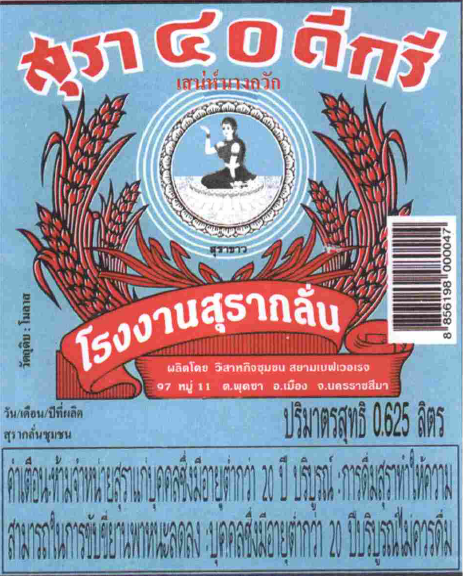 สุรา ๔๐ ดีกรี
เสน่ห์นางกวัก
สุราขาว
โรงงานสุรากลั่น
วัตถุดิบ : โมลาส
8 856198 000047
ผลิตโดย วิสาหกิจชุมชน สยามเบฟเวอเรจ
97 หมู่ 11 ต.พุดซา อ.เมือง จ.นครราชสีมา
วัน/เดือน/ปีที่ผลิต
สุรากลั่นชุมชน
ปริมาตรสุทธิ 0.625 ลิตร
คำเตือน:ห้ามจำหน่ายสุราแก่บุคคลซึ่งมีอายุต่ำกว่า 20 ปี บริบูรณ์ :การดื่มสุราทำให้ความ
สามารถในการขับขี่ยานพาหนะลดลง :บุคคลซึ่งมีอายุต่ำกว่า 20 ปีบริบูรณ์ไม่ควรดื่ม